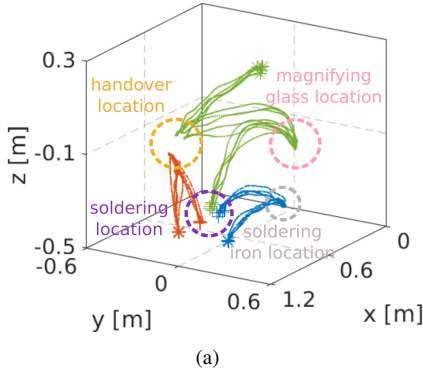 0.3
handover
location
magnifying
glass location
z [m]
-0.1
soldering
location
soldering
iron location
-0.5
-0.6
0
0.6
y [m]
1.2
0.6
0
x [m]
(a)